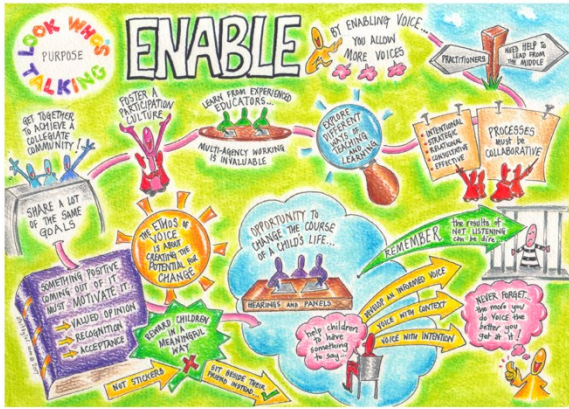 LOOK WHO'S
TALKING
PURPOSE
ENABLE
BY ENABLING VOICE...
YOU ALLOW
MORE VOICES
PRACTITIONERS
NEED HELP TO
LEAD FROM
THE MIDDLE
GET TOGETHER
TO ACHIEVE A
COLLEGIATE
COMMUNITY!
FOSTER A
PARTICIPATION
CULTURE
LEARN FROM EXPERIENCED
EDUCATORS...
MULTI-AGENCY WORKING
IS INVALUABLE
EXPLORE
DIFFERENT
WAYS of
TEACHING
AND
LEARNING
• INTENTIONAL
• STRATEGIC
• RELATIONAL
• CONSULTATIVE
• EFFECTIVE
PROCESSES
must be
COLLABORATIVE
SHARE A LOT
OF THE SAME
GOALS
THE ETHOS
OF VOICE
IS ABOUT
CREATING THE
POTENTIAL FOR
CHANGE
OPPORTUNITY TO
CHANGE THE COURSE
OF A CHILD'S LIFE...
HEARINGS AND PANELS
REMEMBER
the results of
NOT LISTENING
can be dire...
SOMETHING POSITIVE
COMING OUT OF IT
MUST MOTIVATE IT
VALUED OPINION
RECOGNITION
ACCEPTANCE
REWARD CHILDREN
IN A
MEANINGFUL
WAY
NOT STICKERS
SIT BESIDE THEIR
FRIEND INSTEAD...
help children
to have
something
to say...
DEVELOP AN INFORMED VOICE
VOICE WITH CONTEXT
VOICE WITH INTENTION
NEVER FORGET
the more you
do VOICE the
better you
get at it!